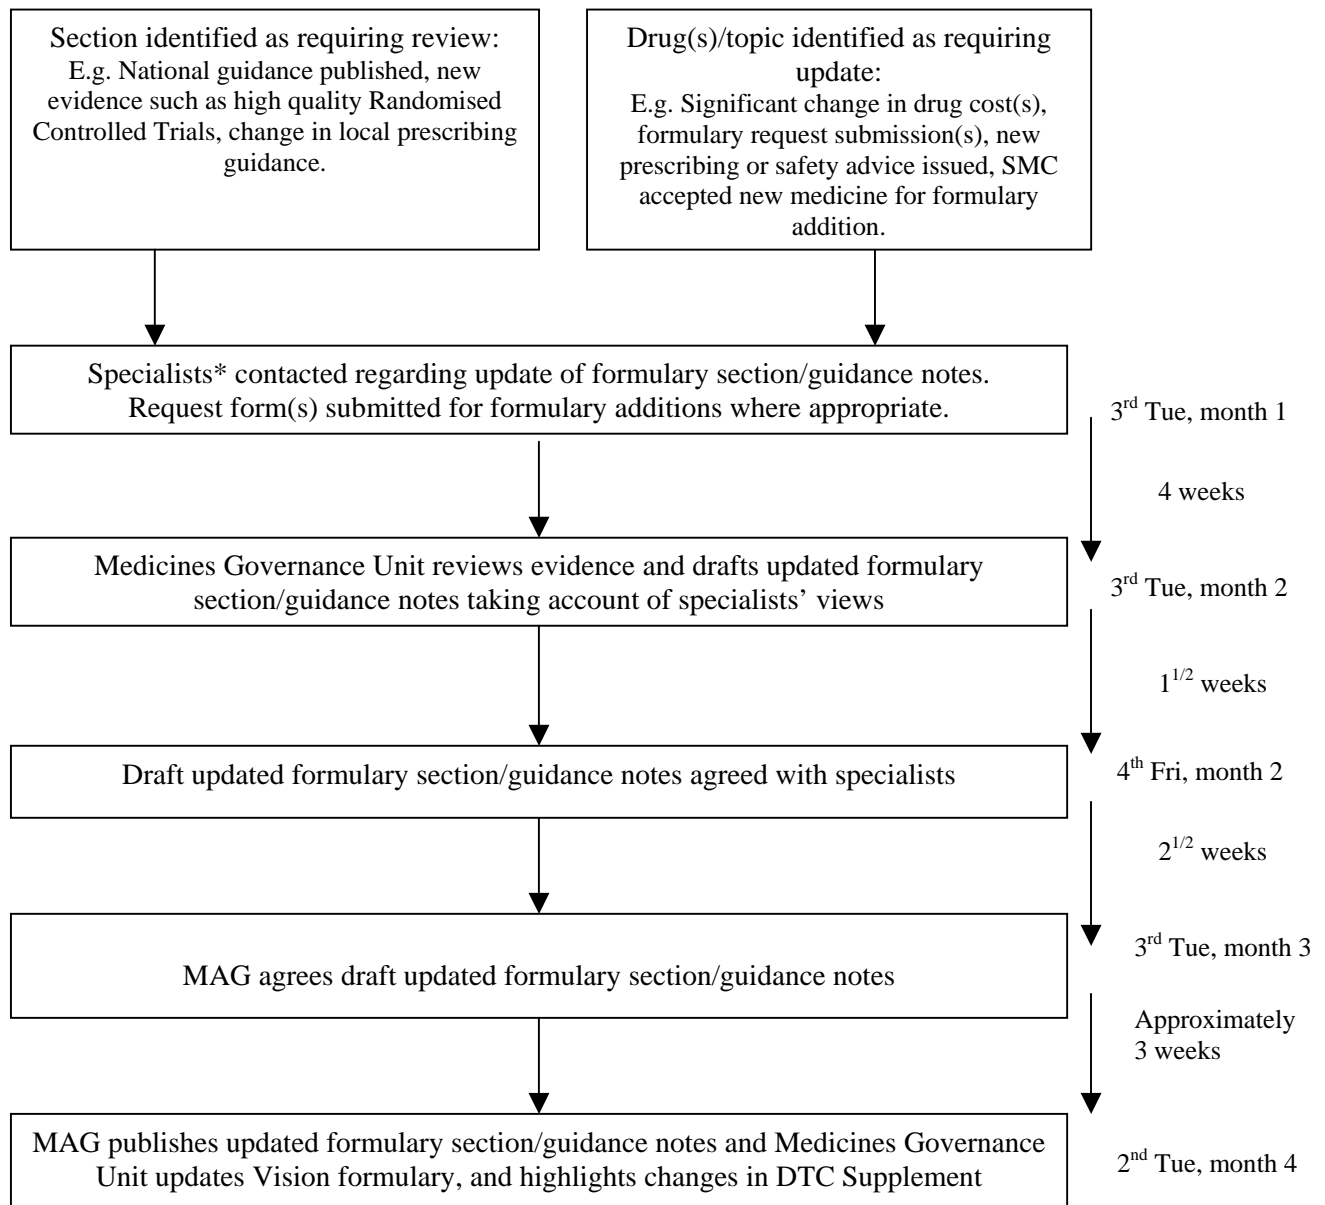 Section identified as requiring review:
E.g. National guidance published, new
evidence such as high quality Randomised
Controlled Trials, change in local prescribing
guidance.
Drug(s)/topic identified as requiring
update:
E.g. Significant change in drug cost(s),
formulary request submission(s), new
prescribing or safety advice issued, SMC
accepted new medicine for formulary
addition.
Specialists* contacted regarding update of formulary section/guidance notes.
Request form(s) submitted for formulary additions where appropriate.
3rd Tue, month 1
4 weeks
Medicines Governance Unit reviews evidence and drafts updated formulary
section/guidance notes taking account of specialists’ views
3rd Tue, month 2
1 1/2 weeks
Draft updated formulary section/guidance notes agreed with specialists
4th Fri, month 2
2 1/2 weeks
MAG agrees draft updated formulary section/guidance notes
3rd Tue, month 3
Approximately
3 weeks
MAG publishes updated formulary section/guidance notes and Medicines Governance
Unit updates Vision formulary, and highlights changes in DTC Supplement
2nd Tue, month 4